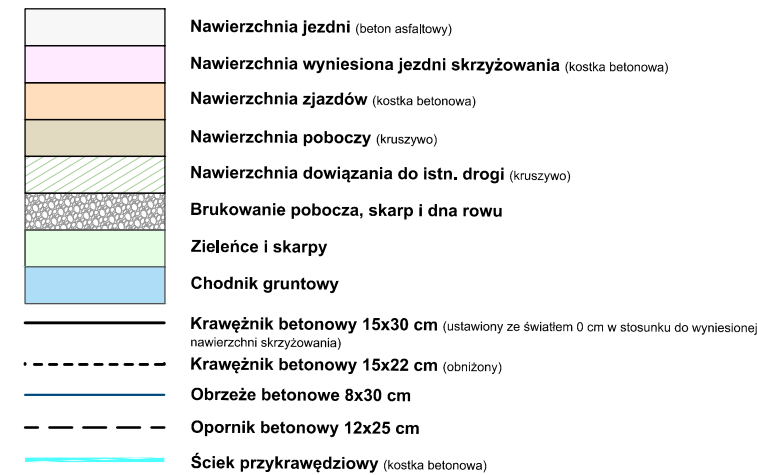 Nawierzchnia jezdni (beton asfaltowy)
Nawierzchnia wyniesiona jezdni skrzyżowania (kostka betonowa)
Nawierzchnia zjazdów (kostka betonowa)
Nawierzchnia poboczy (kruszywo)
Nawierzchnia dowiązania do istn. drogi (kruszywo)
Brukowanie pobocza, skarp i dna rowu
Zieleńce i skarpy
Chodnik gruntowy
Krawężnik betonowy 15x30 cm (ustawiony ze światłem 0 cm w stosunku do wyniesionej
nawierzchni skrzyżowania)
Krawężnik betonowy 15x22 cm (obniżony)
Obrzeże betonowe 8x30 cm
Opornik betonowy 12x25 cm
Ściek przykrawędziowy (kostka betonowa)